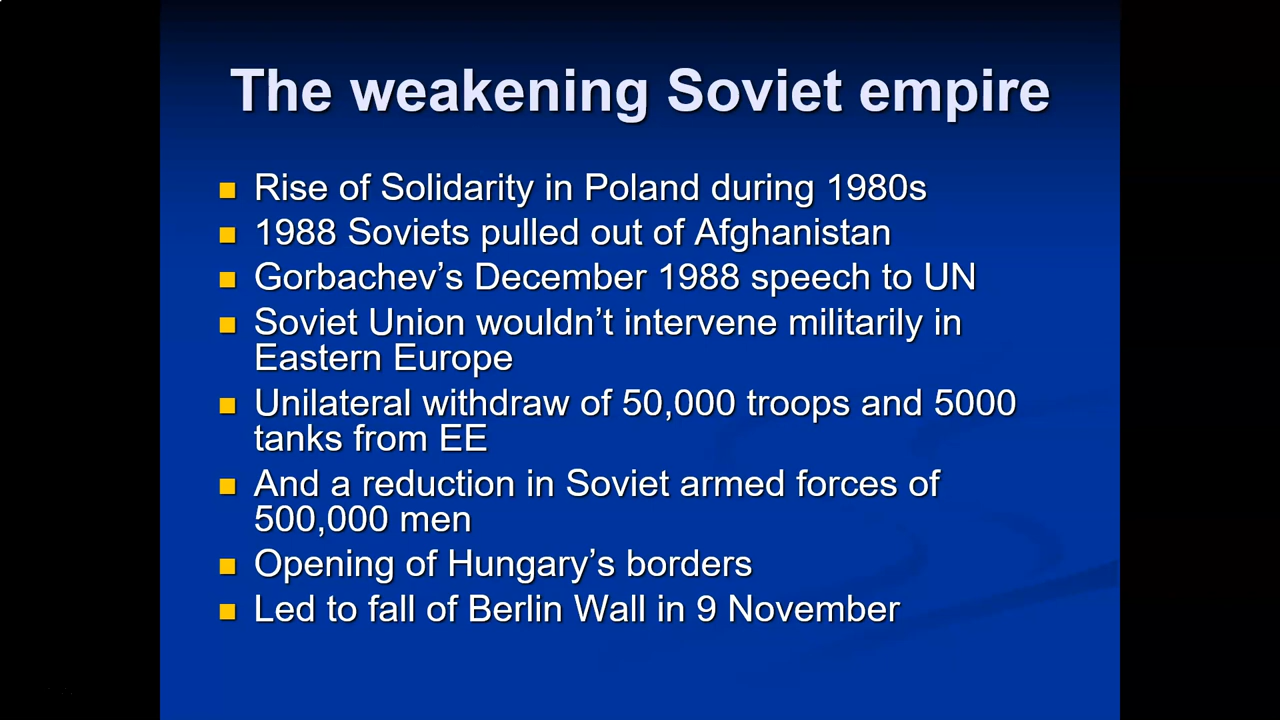 The weakening Soviet empire
Rise of Solidarity in Poland during 1980s
1988 Soviets pulled out of Afghanistan
Gorbachev’s December 1988 speech to UN
Soviet Union wouldn’t intervene militarily in
Eastern Europe
Unilateral withdraw of 50,000 troops and 5000
tanks from EE
And a reduction in Soviet armed forces of
500,000 men
Opening of Hungary’s borders
Led to fall of Berlin Wall in 9 November